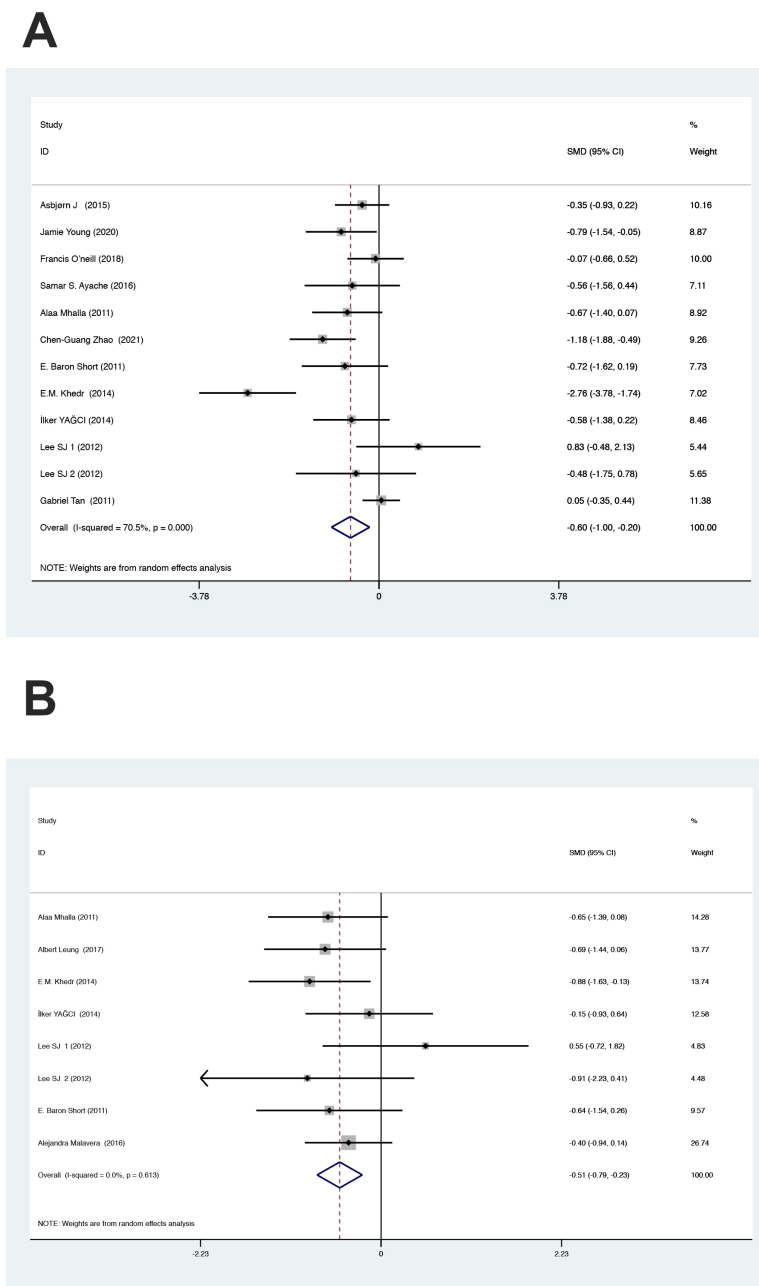 A
Study %
ID SMD (95% CI) Weight
Asbjørn J (2015) -0.35 (-0.93, 0.22) 10.16
Jamie Young (2020) -0.79 (-1.54, -0.05) 8.87
Francis O'neill (2018) -0.07 (-0.66, 0.52) 10.00
Samar S. Ayache (2016) -0.56 (-1.56, 0.44) 7.11
Alaa Mhalla (2011) -0.67 (-1.40, 0.07) 8.92
Chen-Guang Zhao (2021) -1.18 (-1.88, -0.49) 9.26
E. Baron Short (2011) -0.72 (-1.62, 0.19) 7.73
E.M. Khedr (2014) -2.76 (-3.78, -1.74) 7.02
İlker YAĞCI (2014) -0.58 (-1.38, 0.22) 8.46
Lee SJ 1 (2012) 0.83 (-0.48, 2.13) 5.44
Lee SJ 2 (2012) -0.48 (-1.75, 0.78) 5.65
Gabriel Tan (2011) 0.05 (-0.35, 0.44) 11.38
Overall (I-squared = 70.5%, p = 0.000) -0.60 (-1.00, -0.20) 100.00
NOTE: Weights are from random effects analysis
-3.78 0 3.78
B
Study %
ID SMD (95% CI) Weight
Alaa Mhalla (2011) -0.65 (-1.39, 0.08) 14.28
Albert Leung (2017) -0.69 (-1.44, 0.06) 13.77
E.M. Khedr (2014) -0.88 (-1.63, -0.13) 13.74
İlker YAĞCI (2014) -0.15 (-0.93, 0.64) 12.58
Lee SJ 1 (2012) 0.55 (-0.72, 1.82) 4.83
Lee SJ 2 (2012) -0.91 (-2.23, 0.41) 4.48
E. Baron Short (2011) -0.64 (-1.54, 0.26) 9.57
Alejandra Malavera (2016) -0.40 (-0.94, 0.14) 26.74
Overall (I-squared = 0.0%, p = 0.613) -0.51 (-0.79, -0.23) 100.00
NOTE: Weights are from random effects analysis
-2.23 0 2.23